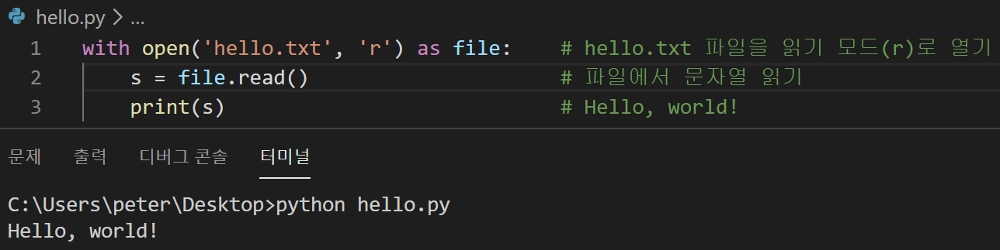 hello.py > ...
1 with open('hello.txt', 'r') as file:    # hello.txt 파일을 읽기 모드(r)로 열기
2     s = file.read()                     # 파일에서 문자열 읽기
3     print(s)                            # Hello, world!
문제 출력 디버그 콘솔 터미널
C:\Users\peter\Desktop>python hello.py
Hello, world!